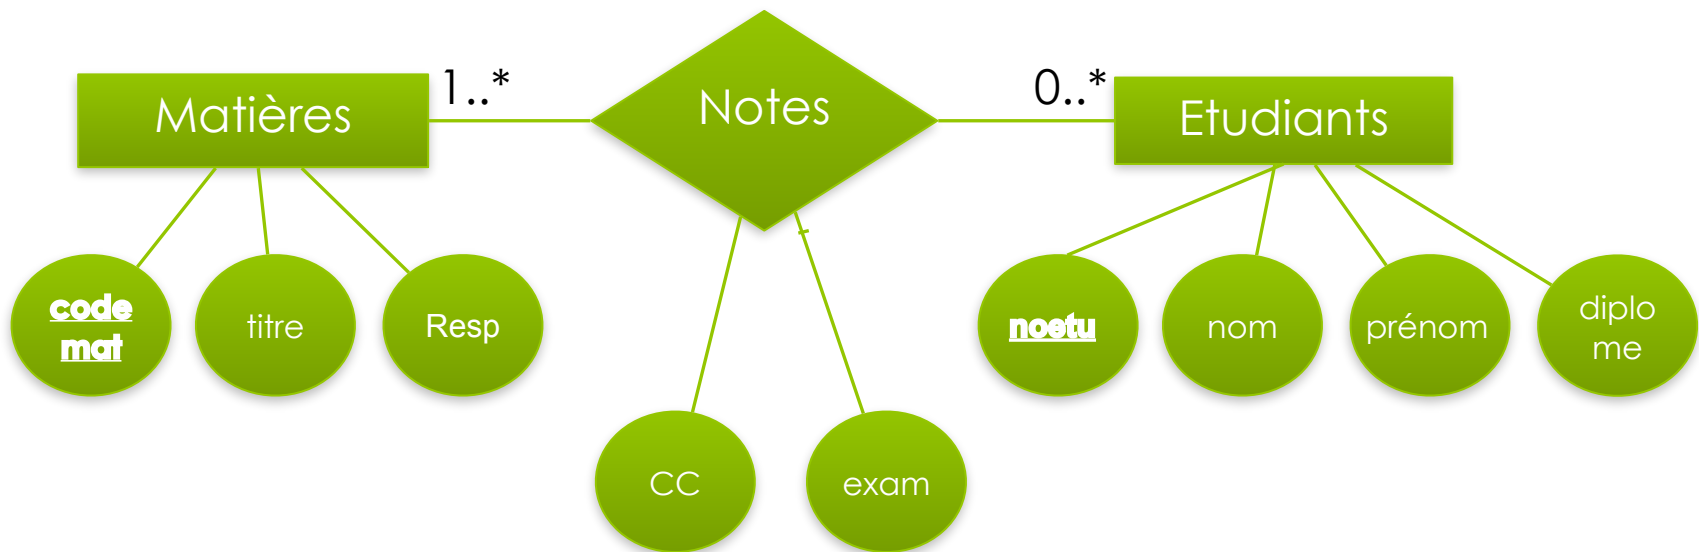 Matières
1..*
Notes
0..*
Etudiants
code
mat
titre
Resp
noetu
nom
prénom
diplo
me
CC
exam